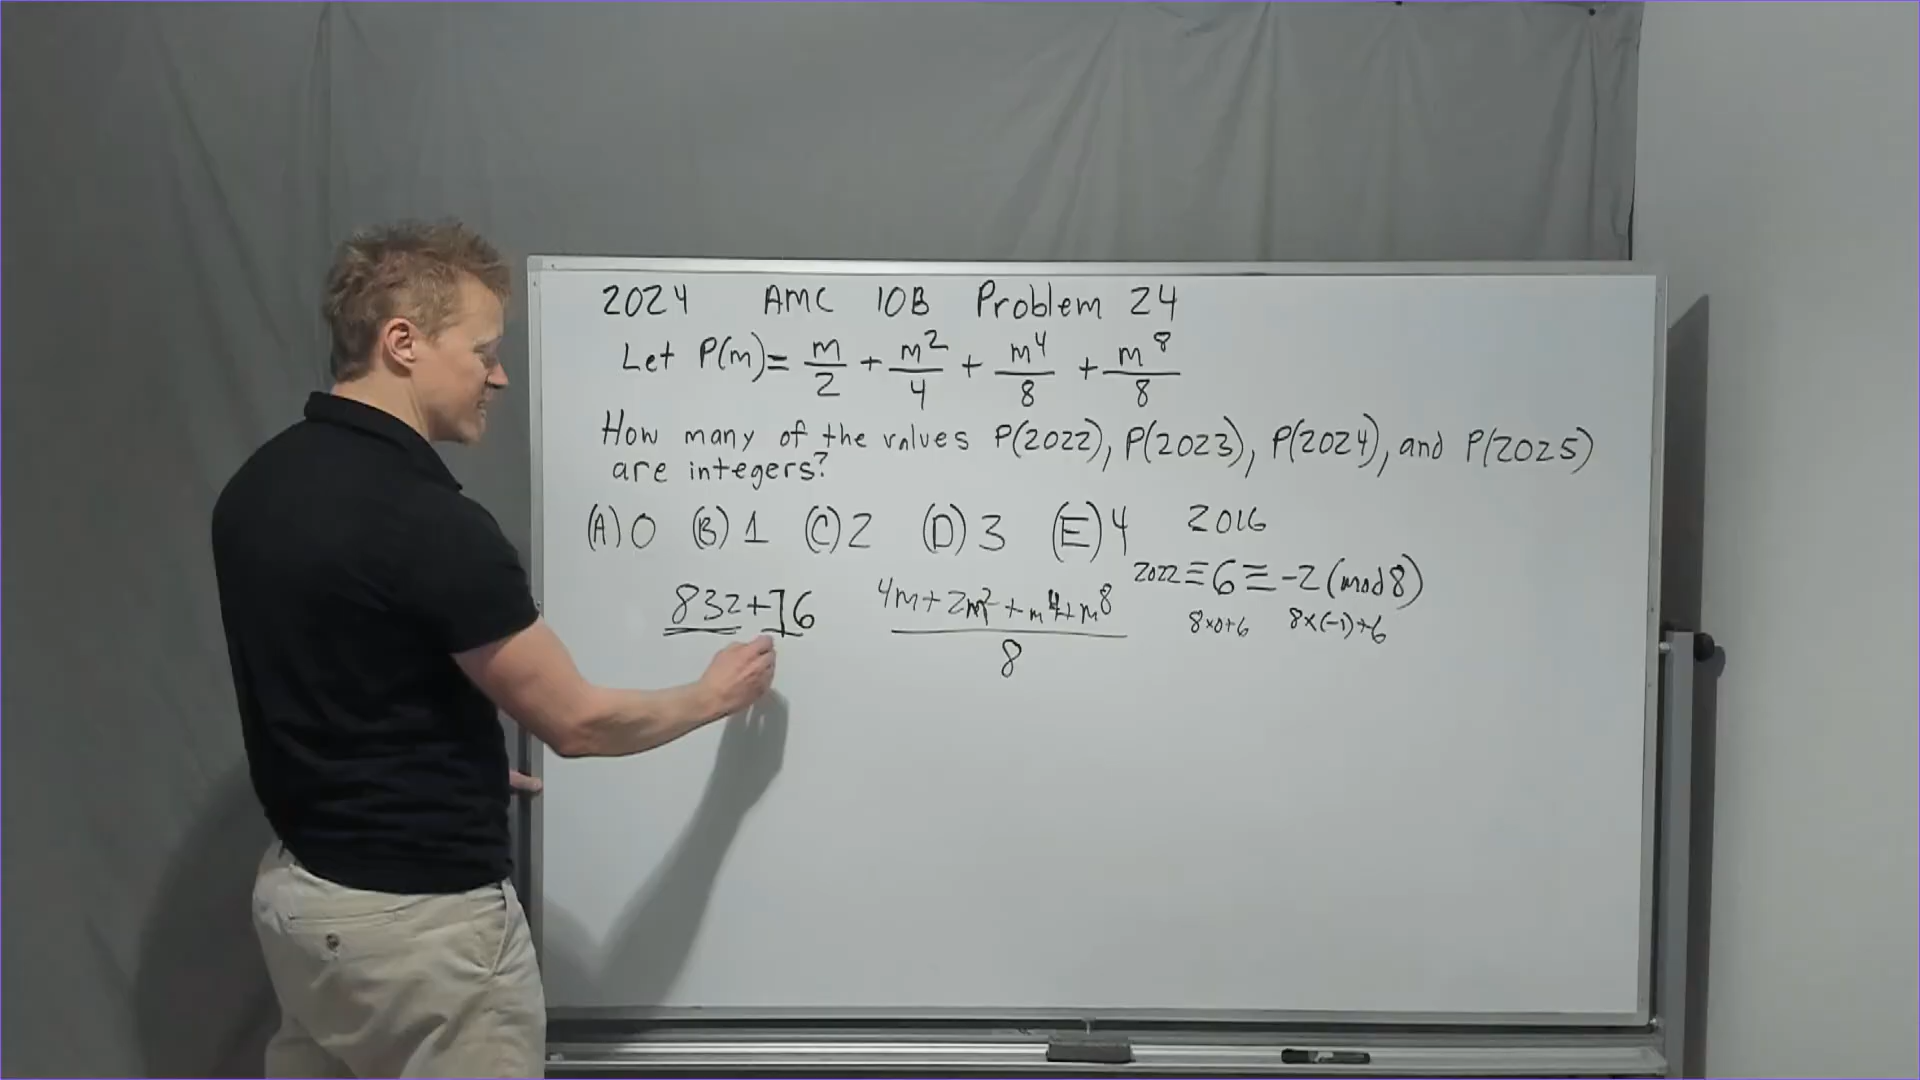 2024 AMC 10B Problem 24
Let P(m)= m/2 + m²/4 + m⁴/8 + m⁸/8
How many of the values P(2022), P(2023), P(2024), and P(2025)
are integers?
(A) 0 (B) 1 (C) 2 (D) 3 (E) 4
2016
2022≡6≡-2(mod 8)
8×0+6 8×(-1)+6
832+76
4m+2m²+m⁴+m⁸
8